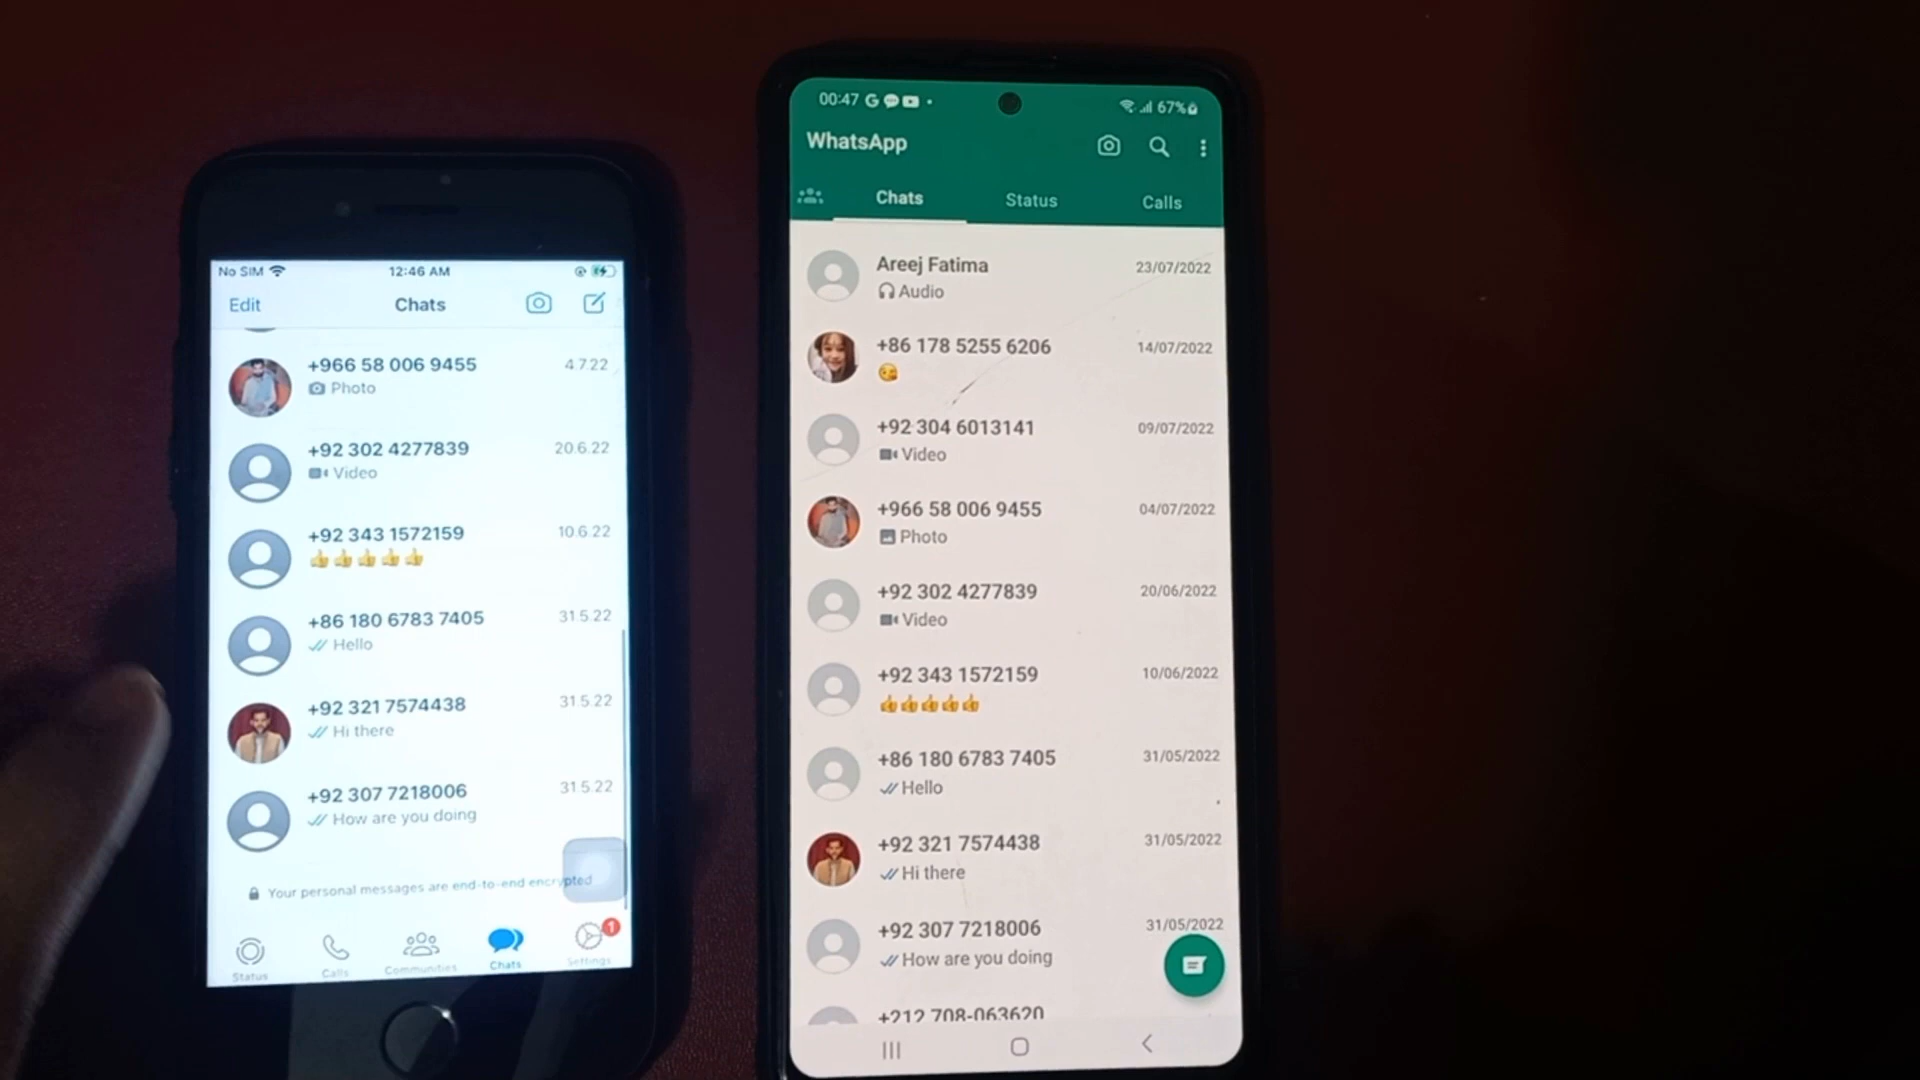 No SIM 12:46 AM
Edit Chats
+966 58 006 9455 4.7.22
Photo
+92 302 4277839 20.6.22
Video
+92 343 1572159 10.6.22
👍👍👍👍👍
+86 180 6783 7405 31.5.22
Hello
+92 321 7574438 31.5.22
Hi there
+92 307 7218006 31.5.22
How are you doing
Your personal messages are end-to-end encrypted
1
Status Calls Communities Chats Settings
00:47 G 67%
WhatsApp
Chats Status Calls
Areej Fatima 23/07/2022
Audio
+86 178 5255 6206 14/07/2022
😘
+92 304 6013141 09/07/2022
Video
+966 58 006 9455 04/07/2022
Photo
+92 302 4277839 20/06/2022
Video
+92 343 1572159 10/06/2022
👍👍👍👍👍
+86 180 6783 7405 31/05/2022
Hello
+92 321 7574438 31/05/2022
Hi there
+92 307 7218006 31/05/2022
How are you doing
+212 708-063620